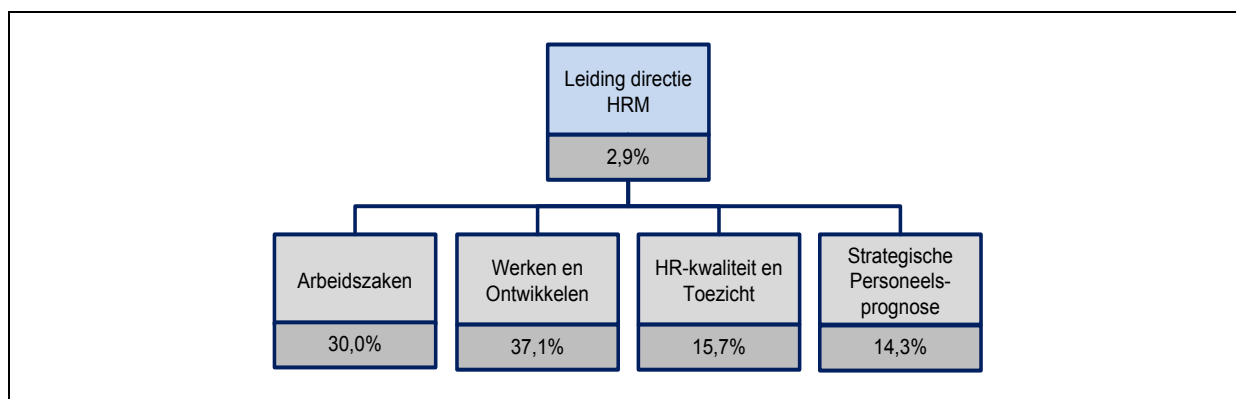 Leiding directie
HRM
2,9%
Arbeidszaken
30,0%
Werken en
Ontwikkelen
37,1%
HR-kwaliteit en
Toezicht
15,7%
Strategische
Personeels-
prognose
14,3%